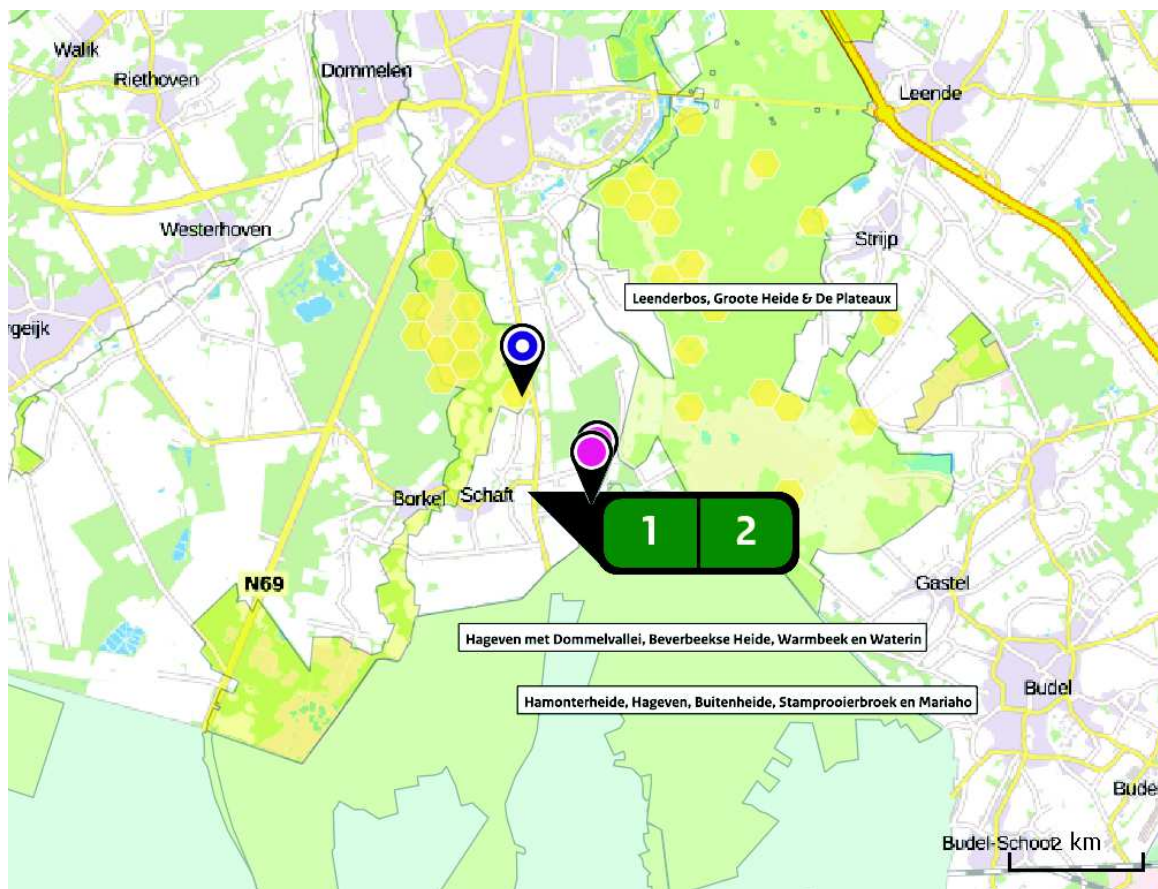 Walik
Riethoven
Dommelen
Leende
Westerhoven
Strijp
Leenderbos, Groote Heide & De Plateaux
rgeijk
Borkel
Schaft
1
2
N69
Gastel
Hageven met Dommelvallei, Beverbeekse Heide, Warmbeek en Waterin
Budel
Hamonterheide, Hageven, Buitenheide, Stamprooierbroek en Mariaho
Bude
Budel-Schoot
2 km